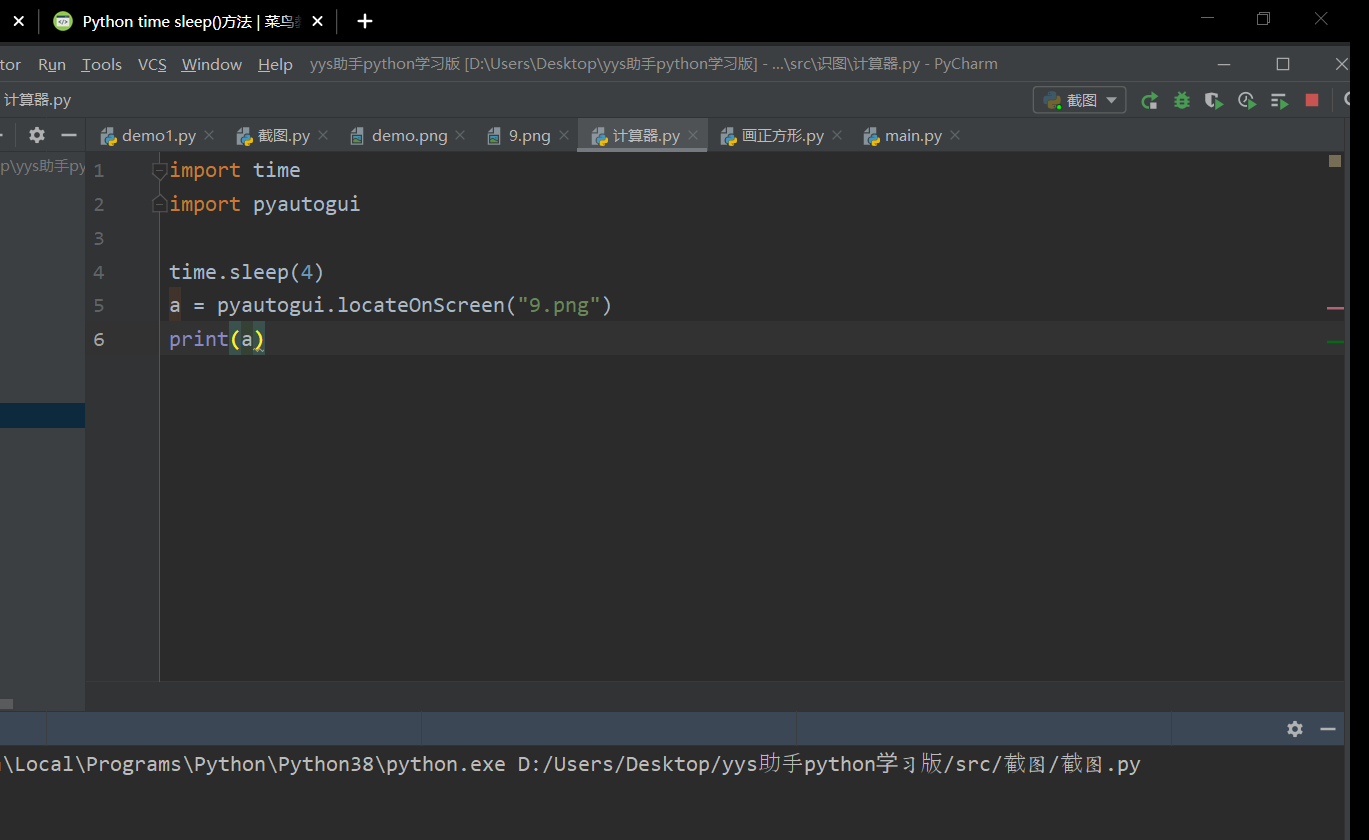 Python time sleep()方法 | 菜鸟
tor Run Tools VCS Window Help yys助手python学习版 [D:\Users\Desktop\yys助手python学习版] - ...\src\识图\计算器.py - PyCharm
计算器.py 截图
demo1.py 截图.py demo.png 9.png 计算器.py 画正方形.py main.py
p\yys助手py
1 import time
2 import pyautogui
3
4 time.sleep(4)
5 a = pyautogui.locateOnScreen("9.png")
6 print(a)
\Local\Programs\Python\Python38\python.exe D:/Users/Desktop/yys助手python学习版/src/截图/截图.py